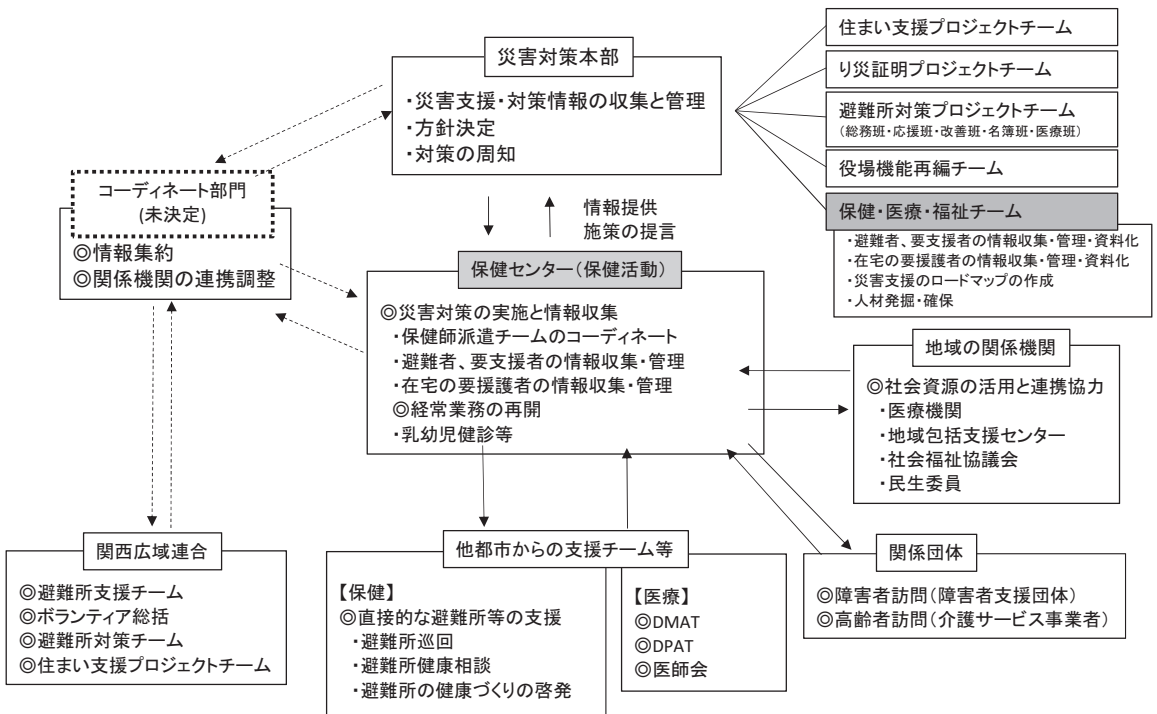 災害対策本部
・災害支援・対策情報の収集と管理
・方針決定
・対策の周知
住まい支援プロジェクトチーム
り災証明プロジェクトチーム
避難所対策プロジェクトチーム
(総務班・応援班・改善班・名簿班・医療班)
役場機能再編チーム
保健・医療・福祉チーム
・避難者、要支援者の情報収集・管理・資料化
・在宅の要援護者の情報収集・管理・資料化
・災害支援のロードマップの作成
・人材発掘・確保
コーディネート部門
(未決定)
◎情報集約
◎関係機関の連携調整
情報提供
施策の提言
保健センター(保健活動)
◎災害対策の実施と情報収集
・保健師派遣チームのコーディネート
・避難者、要支援者の情報収集・管理
・在宅の要援護者の情報収集・管理
◎経常業務の再開
・乳幼児健診等
地域の関係機関
◎社会資源の活用と連携協力
・医療機関
・地域包括支援センター
・社会福祉協議会
・民生委員
関西広域連合
◎避難所支援チーム
◎ボランティア総括
◎避難所対策チーム
◎住まい支援プロジェクトチーム
他都市からの支援チーム等
【保健】
◎直接的な避難所等の支援
・避難所巡回
・避難所健康相談
・避難所の健康づくりの啓発
【医療】
◎DMAT
◎DPAT
◎医師会
関係団体
◎障害者訪問(障害者支援団体)
◎高齢者訪問(介護サービス事業者)